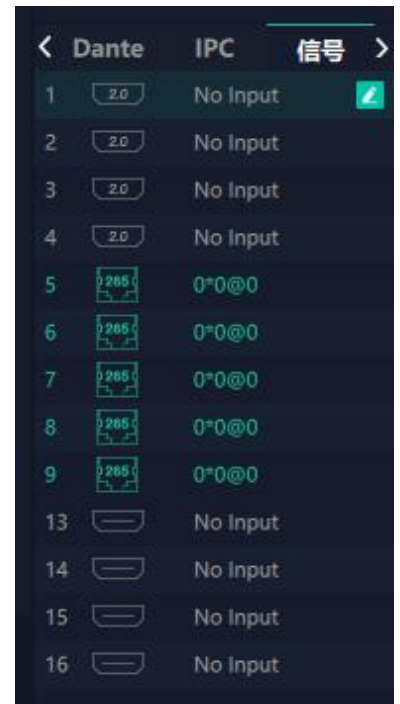 Dante IPC 信号
1 2.0 No Input
2 2.0 No Input
3 2.0 No Input
4 2.0 No Input
5 265 0*0@0
6 265 0*0@0
7 265 0*0@0
8 265 0*0@0
9 265 0*0@0
13 No Input
14 No Input
15 No Input
16 No Input